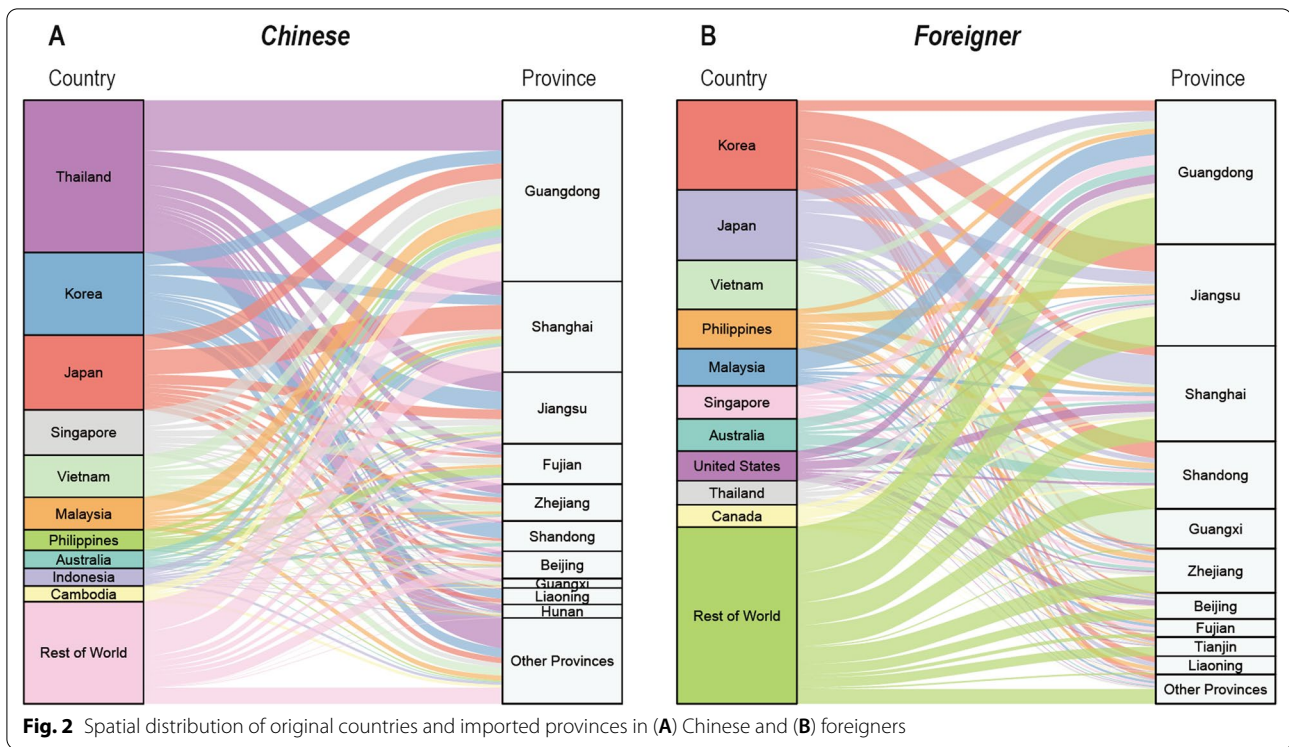 A
Chinese
Country
Province
Thailand
Korea
Japan
Singapore
Vietnam
Malaysia
Philippines
Australia
Indonesia
Cambodia
Rest of World
Guangdong
Shanghai
Jiangsu
Fujian
Zhejiang
Shandong
Beijing
Guangxi
Liaoning
Hunan
Other Provinces
B
Foreigner
Country
Province
Korea
Japan
Vietnam
Philippines
Malaysia
Singapore
Australia
United States
Thailand
Canada
Rest of World
Guangdong
Jiangsu
Shanghai
Shandong
Guangxi
Zhejiang
Beijing
Fujian
Tianjin
Liaoning
Other Provinces
Fig. 2 Spatial distribution of original countries and imported provinces in (A) Chinese and (B) foreigners